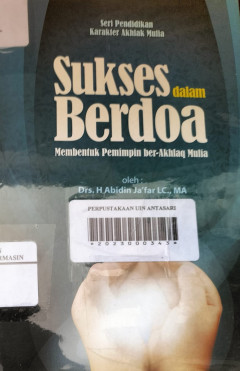 Seri Pendidikan
Karakter Akhlak Mulia
Sukses dalam
Berdoa
Membentuk Pemimpin ber-Akhlaq Mulia
oleh :
Drs. H Abidin Ja'far LC., MA
PERPUSTAKAAN UIN ANTASARI
RMASIN